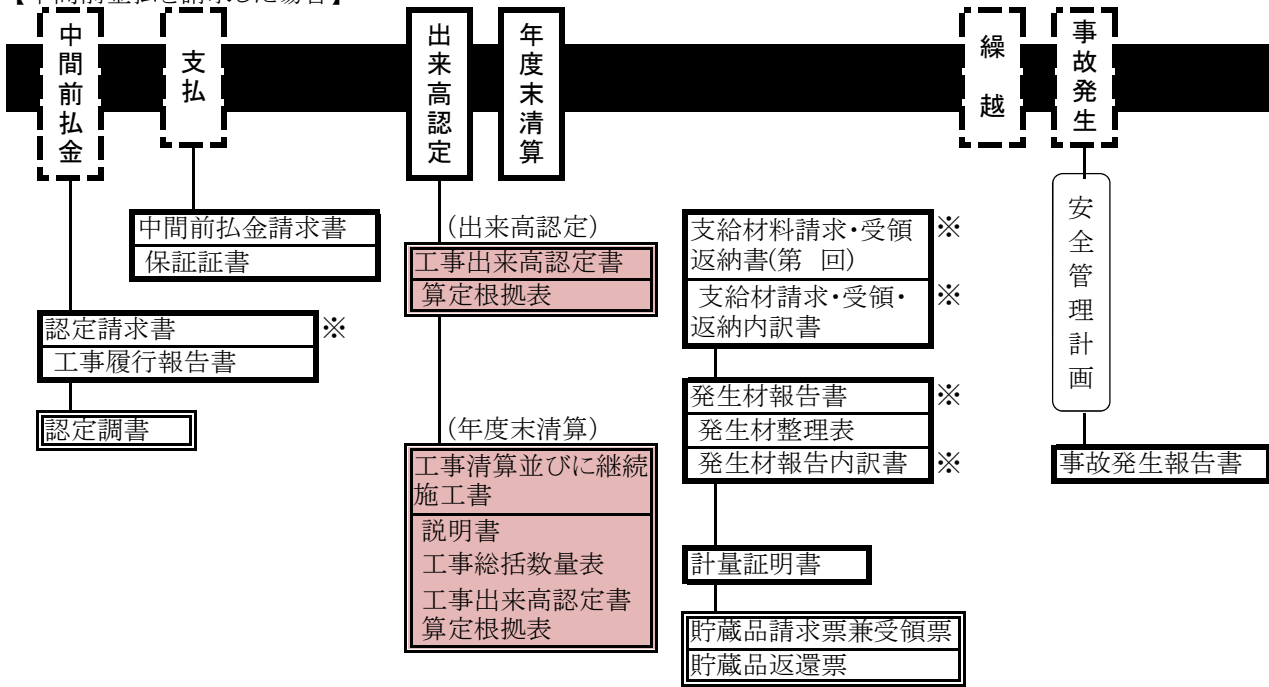 【中間前金払を請求した場合】
中間前払金
支払
出来高認定
年度末清算
繰越
事故発生
中間前払金請求書
保証証書
認定請求書
※
工事履行報告書
認定調書
(出来高認定)
工事出来高認定書
算定根拠表
(年度末清算)
工事清算並びに継続
施工書
説明書
工事総括数量表
工事出来高認定書
算定根拠表
支給材料請求・受領
※
返納書(第 回)
支給材請求・受領・
※
返納内訳書
発生材報告書
※
発生材整理表
発生材報告内訳書
※
計量証明書
貯蔵品請求票兼受領票
貯蔵品返還票
安全管理計画
事故発生報告書